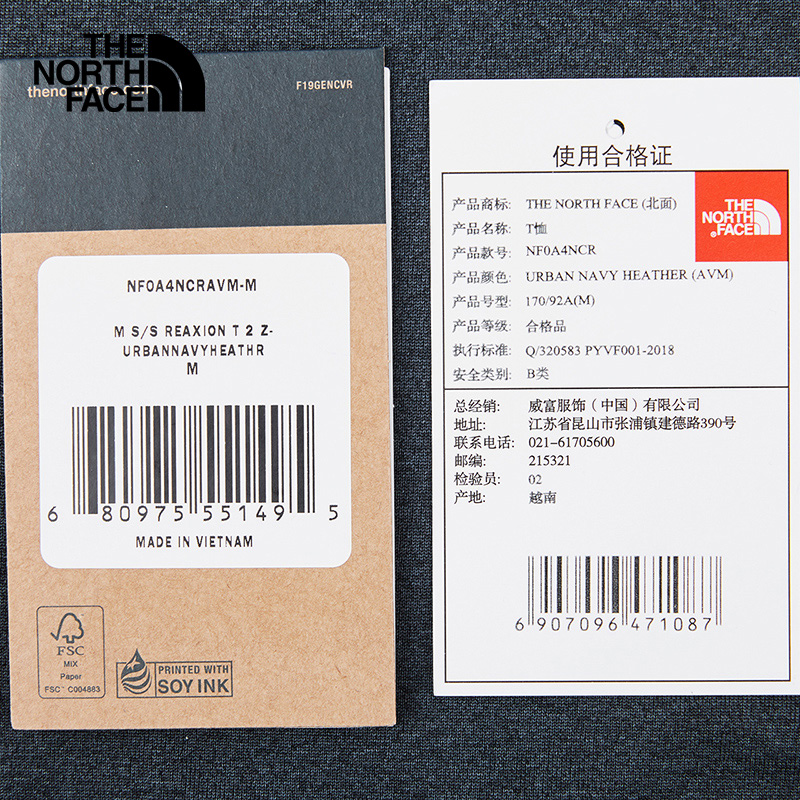 THE
NORTH
FACE
F19GENCVR
NF0A4NCRAVM-M
M S/S REAXION T 2 Z-
URBANNAVYHEATHR
M
6 80975 55149 5
MADE IN VIETNAM
FSC
MIX
Paper
FSC™ C004863
PRINTED WITH
SOY INK
使用合格证
THE
NORTH
FACE
产品商标: THE NORTH FACE (北面)
产品名称: T恤
产品款号: NF0A4NCR
产品颜色: URBAN NAVY HEATHER (AVM)
产品号型: 170/92A(M)
产品等级: 合格品
执行标准: Q/320583 PYVF001-2018
安全类别: B类
总经销: 威富服饰（中国）有限公司
地址: 江苏省昆山市张浦镇建德路390号
联系电话: 021-61705600
邮编: 215321
检验员: 02
产地: 越南
6 907096 471087